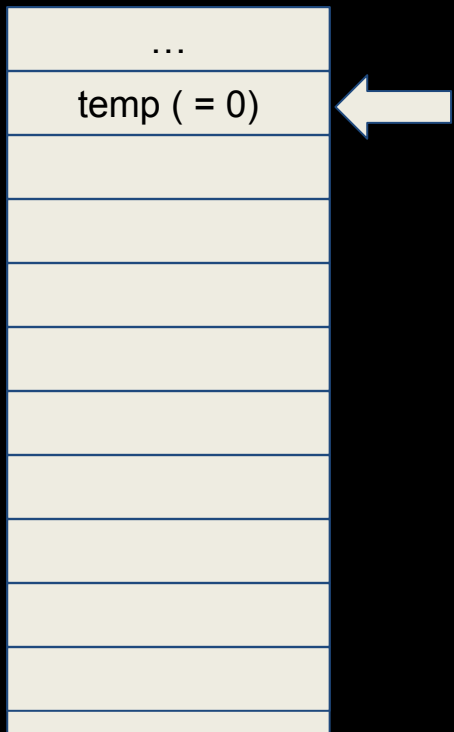 …
temp ( = 0)